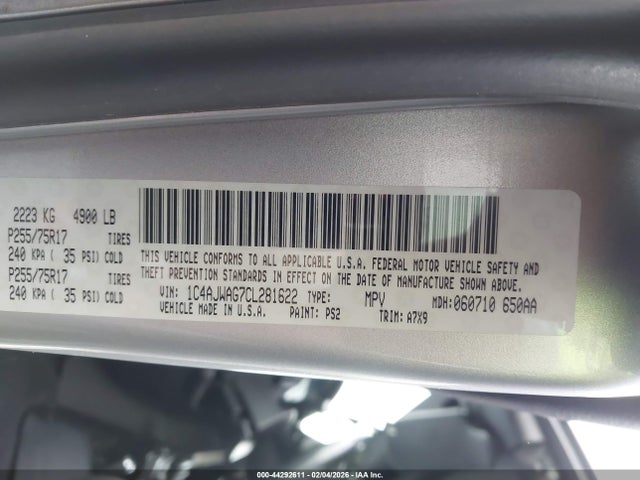 2223 KG 4900 LB
P255/75R17 TIRES
240 KPA ( 35 PSI) COLD
P255/75R17 TIRES
240 KPA ( 35 PSI) COLD
THIS VEHICLE CONFORMS TO ALL APPLICABLE U.S.A. FEDERAL MOTOR VEHICLE SAFETY AND
THEFT PREVENTION STANDARDS IN EFFECT ON THE DATE OF MANUFACTURE SHOWN ABOVE.
VIN: 1C4AJWAG7CL281622 TYPE: MPV MDH:060710 650AA
VEHICLE MADE IN U.S.A. PAINT: PS2 TRIM: A7X9
000-44292611 - 02/04/2026 - IAA Inc.